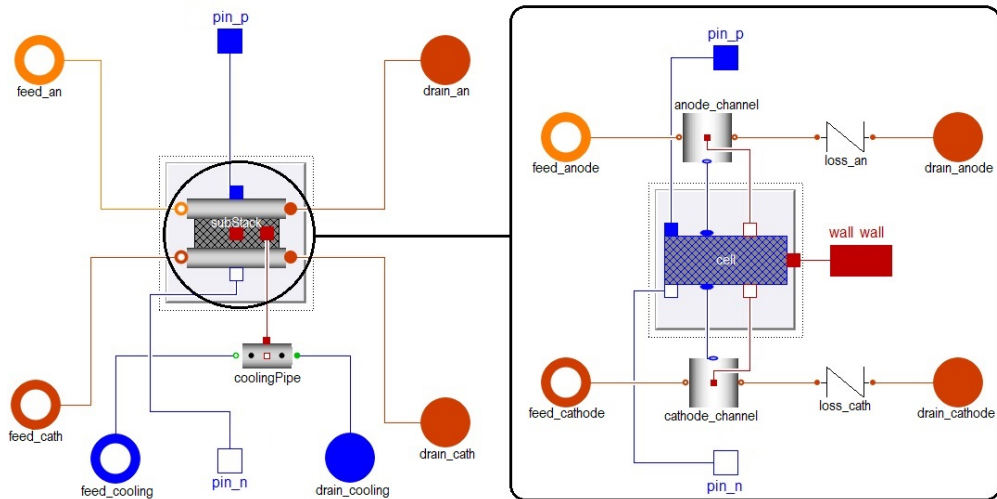 pin_p
feed_an
drain_an
subStack
coolingPipe
feed_cath
drain_cath
feed_cooling
pin_n
drain_cooling
pin_p
anode_channel
feed_anode
loss_an
drain_anode
wall wall
cell
feed_cathode
cathode_channel
loss_cath
drain_cathode
pin_n